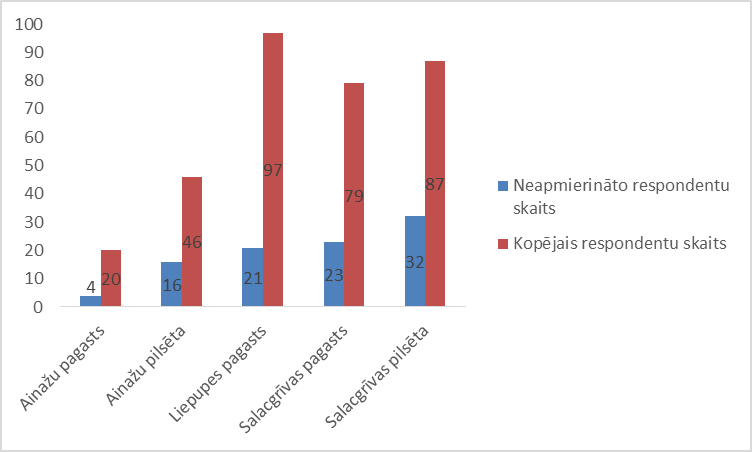 100
90
80
70
60
50
40
30
20
10
0
4
20
16
46
21
97
23
79
32
87
Ainažu pagasts
Ainažu pilsēta
Liepupes pagasts
Salacgrīvas pagasts
Salacgrīvas pilsēta
Neapmierināto respondentu
skaits
Kopējais respondentu skaits